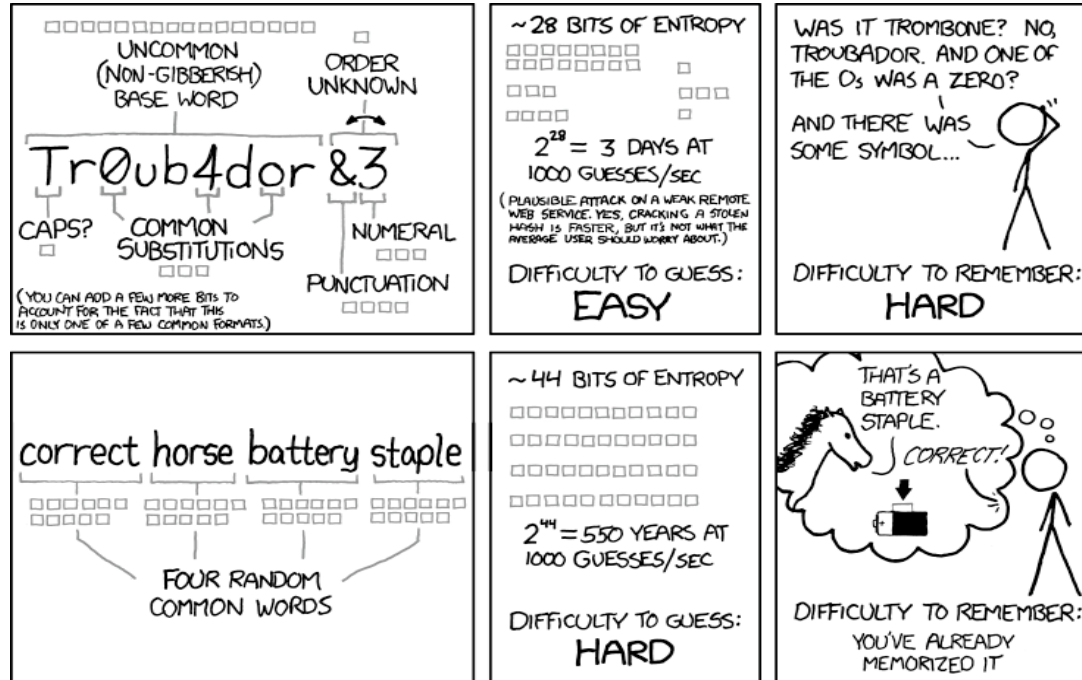 UNCOMMON
(NON-GIBBERISH)
BASE WORD
ORDER
UNKNOWN
Tr0ub4dor &3
CAPS?
COMMON
SUBSTITUTIONS
NUMERAL
PUNCTUATION
(YOU CAN ADD A FEW MORE BITS TO
ACCOUNT FOR THE FACT THAT THIS
IS ONLY ONE OF A FEW COMMON FORMATS.)
~28 BITS OF ENTROPY
2²⁸ = 3 DAYS AT
1000 GUESSES/SEC
(PLAUSIBLE ATTACK ON A WEAK REMOTE
WEB SERVICE. YES, CRACKING A STOLEN
HASH IS FASTER, BUT IT'S NOT WHAT THE
AVERAGE USER SHOULD WORRY ABOUT.)
DIFFICULTY TO GUESS:
EASY
WAS IT TROMBONE? NO,
TROUBADOR. AND ONE OF
THE Os WAS A ZERO?
AND THERE WAS
SOME SYMBOL...
DIFFICULTY TO REMEMBER:
HARD
correct horse battery staple
FOUR RANDOM
COMMON WORDS
~44 BITS OF ENTROPY
2⁴⁴ = 550 YEARS AT
1000 GUESSES/SEC
DIFFICULTY TO GUESS:
HARD
THAT'S A
BATTERY
STAPLE.
CORRECT!
DIFFICULTY TO REMEMBER:
YOU'VE ALREADY
MEMORIZED IT